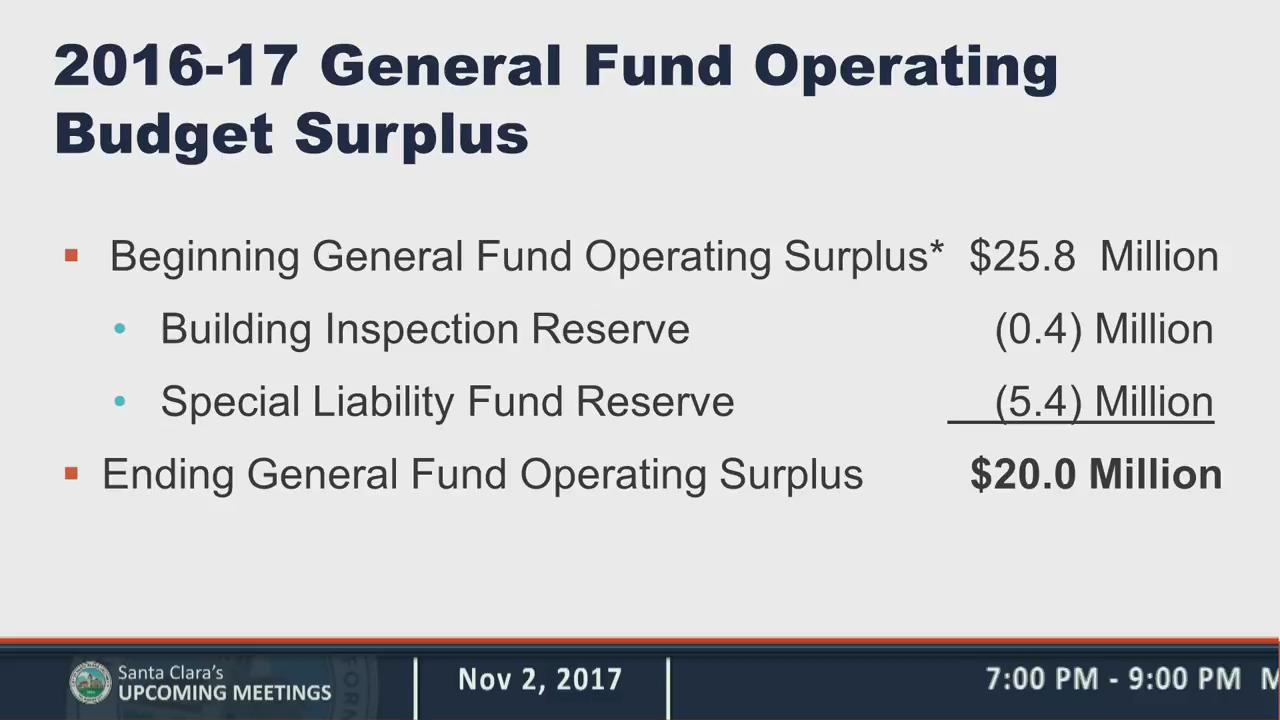 2016-17 General Fund Operating
Budget Surplus
▪ Beginning General Fund Operating Surplus* $25.8 Million
• Building Inspection Reserve (0.4) Million
• Special Liability Fund Reserve (5.4) Million
▪ Ending General Fund Operating Surplus $20.0 Million
Santa Clara's
UPCOMING MEETINGS
Nov 2, 2017
7:00 PM - 9:00 PM